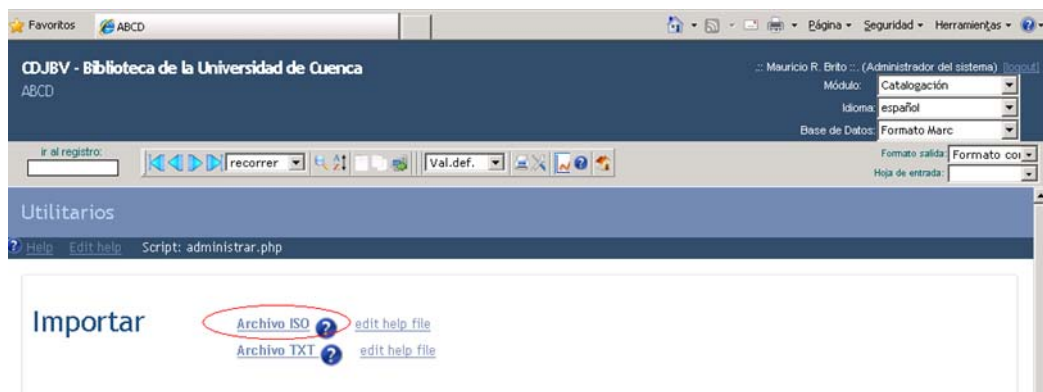 Favoritos ABCD Página Seguridad Herramientas
CDJBV - Biblioteca de la Universidad de Cuenca
ABCD
.:: Mauricio R. Brito ::. (Administrador del sistema) [logout]
Módulo: Catalogación
Idioma: español
Base de Datos: Formato Marc
ir al registro:
recorrer Val.def.
Formato salida: Formato co
Hoja de entrada:
Utilitarios
Help Edit help Script: administrar.php
Importar
Archivo ISO edit help file
Archivo TXT edit help file